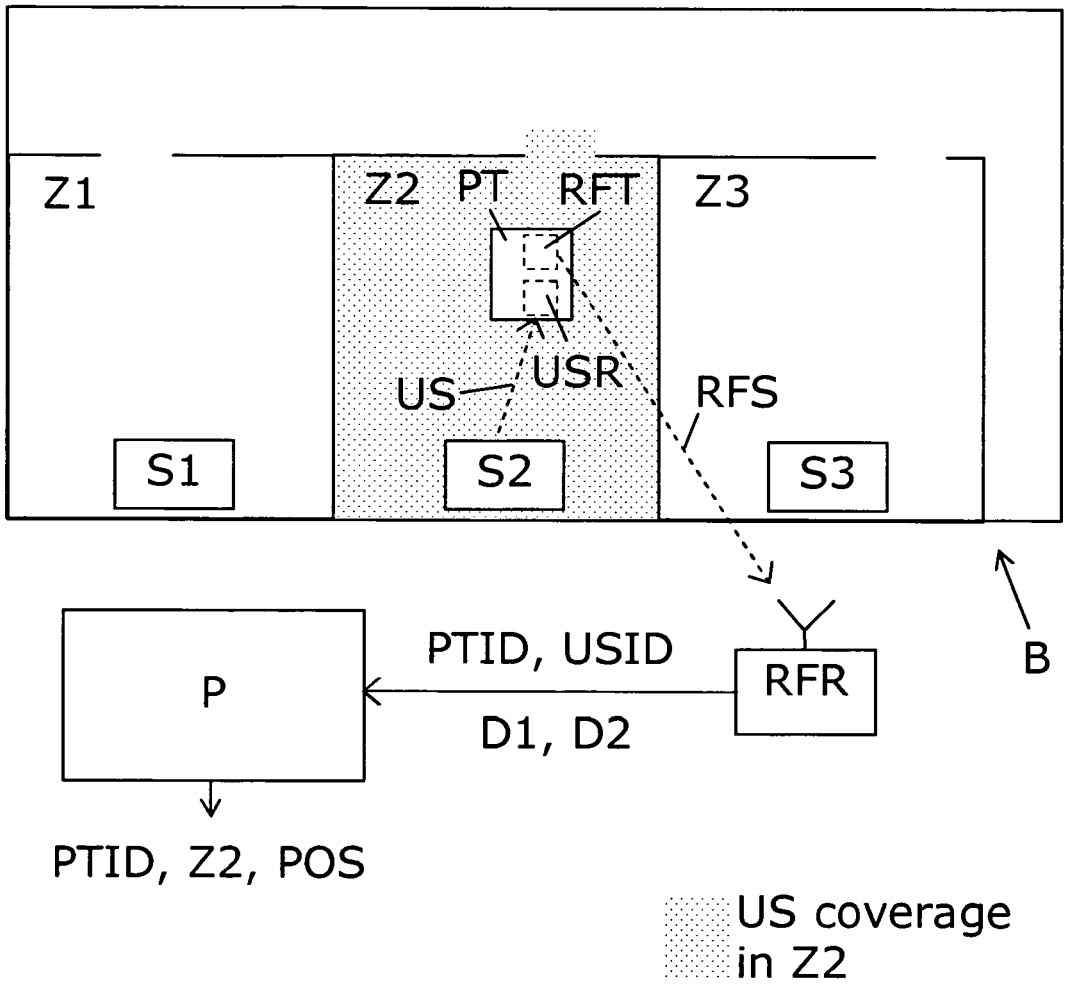 Z1
Z2
PT
RFT
Z3
US
USR
RFS
S1
S2
S3
B
PTID, USID
P
RFR
D1, D2
PTID, Z2, POS
US coverage
in Z2